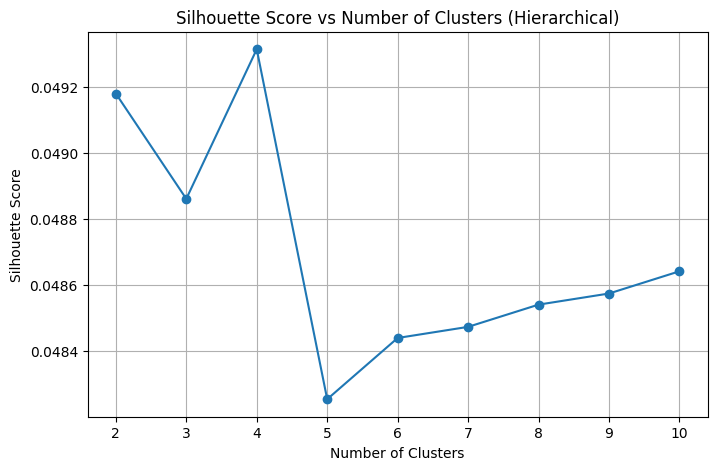 Silhouette Score vs Number of Clusters (Hierarchical)
Silhouette Score
0.0492
0.0490
0.0488
0.0486
0.0484
2 3 4 5 6 7 8 9 10
Number of Clusters